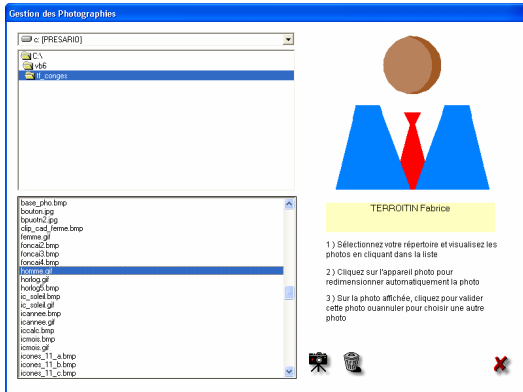 Gestion des Photographies
c: [PRESARIO]
C:\
vb6
tf_conges
TERROITIN Fabrice
base_pho.bmp
bouton.jpg
bpuotn2.jpg
clip_cad_ferme.bmp
femme.gif
foncai2.bmp
foncai3.bmp
foncai4.bmp
homme.gif
horlog.gif
horlog5.bmp
ic_soleil.bmp
ic_soleil.gif
icannee.bmp
icannee.gif
iccalc.bmp
icmois.bmp
icmois.gif
icones_11_a.bmp
icones_11_b.bmp
icones_11_c.bmp
1 ) Sélectionnez votre répertoire et visualisez les
photos en cliquant dans la liste
2 ) Cliquez sur l'appareil photo pour
redimensionner automatiquement la photo
3 ) Sur la photo affichée, cliquez pour valider
cette photo ouannuler pour choisir une autre
photo